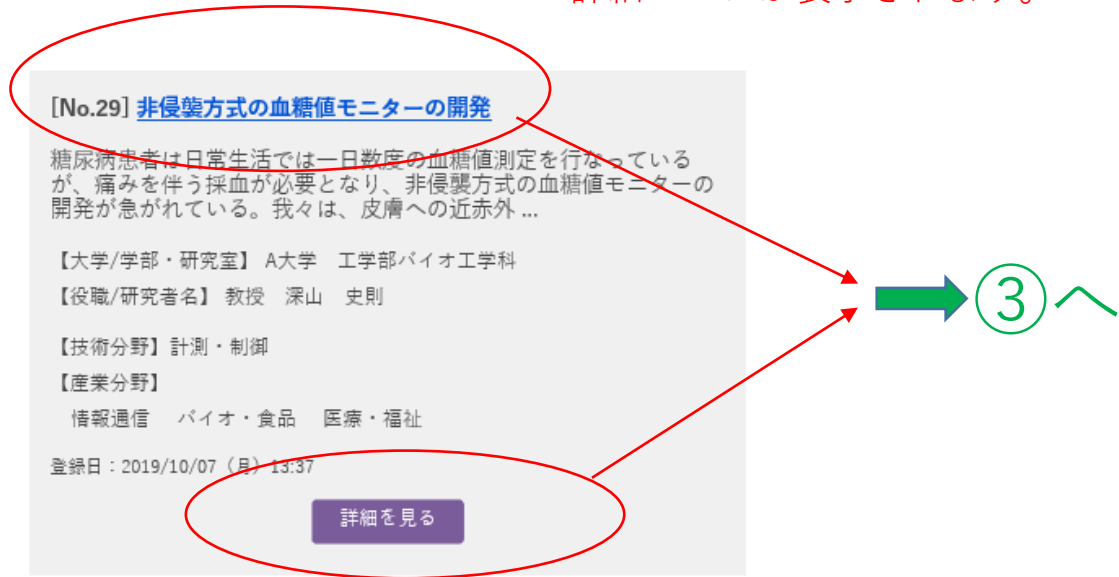 [No.29] 非侵襲方式の血糖値モニターの開発
糖尿病患者は日常生活では一日数度の血糖値測定を行なっている
が、痛みを伴う採血が必要となり、非侵襲方式の血糖値モニターの
開発が急がれている。我々は、皮膚への近赤外 ...
【大学/学部・研究室】 A大学　工学部バイオ工学科
【役職/研究者名】 教授　深山　史則
【技術分野】計測・制御
【産業分野】
情報通信　バイオ・食品　医療・福祉
登録日：2019/10/07（月）13:37
詳細を見る
③へ